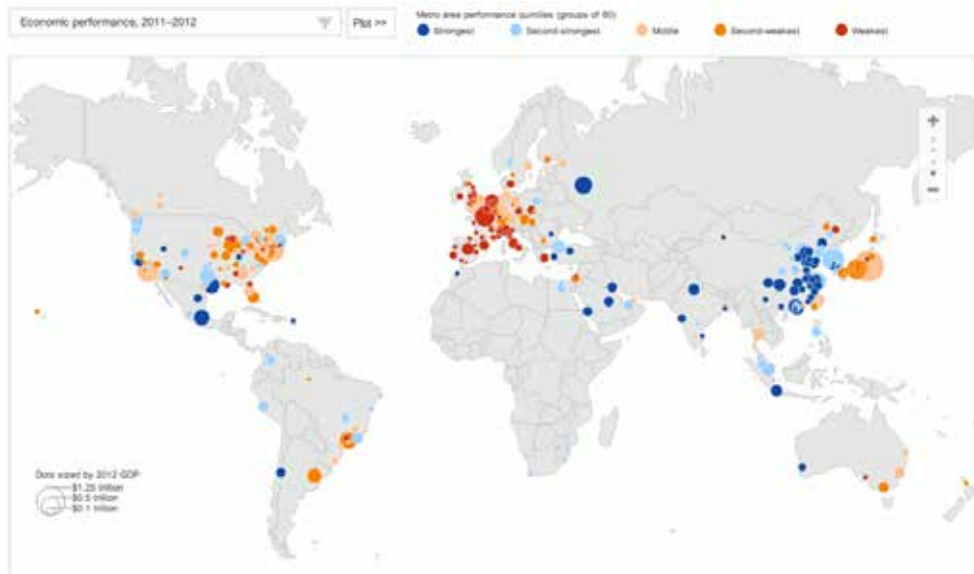 Economic performance, 2011–2012
Plot >>
Metro area performance quintiles (groups of 60)
Strongest
Second-strongest
Middle
Second-weakest
Weakest
Dots sized by 2012 GDP
$1.25 trillion
$0.5 trillion
$0.1 trillion